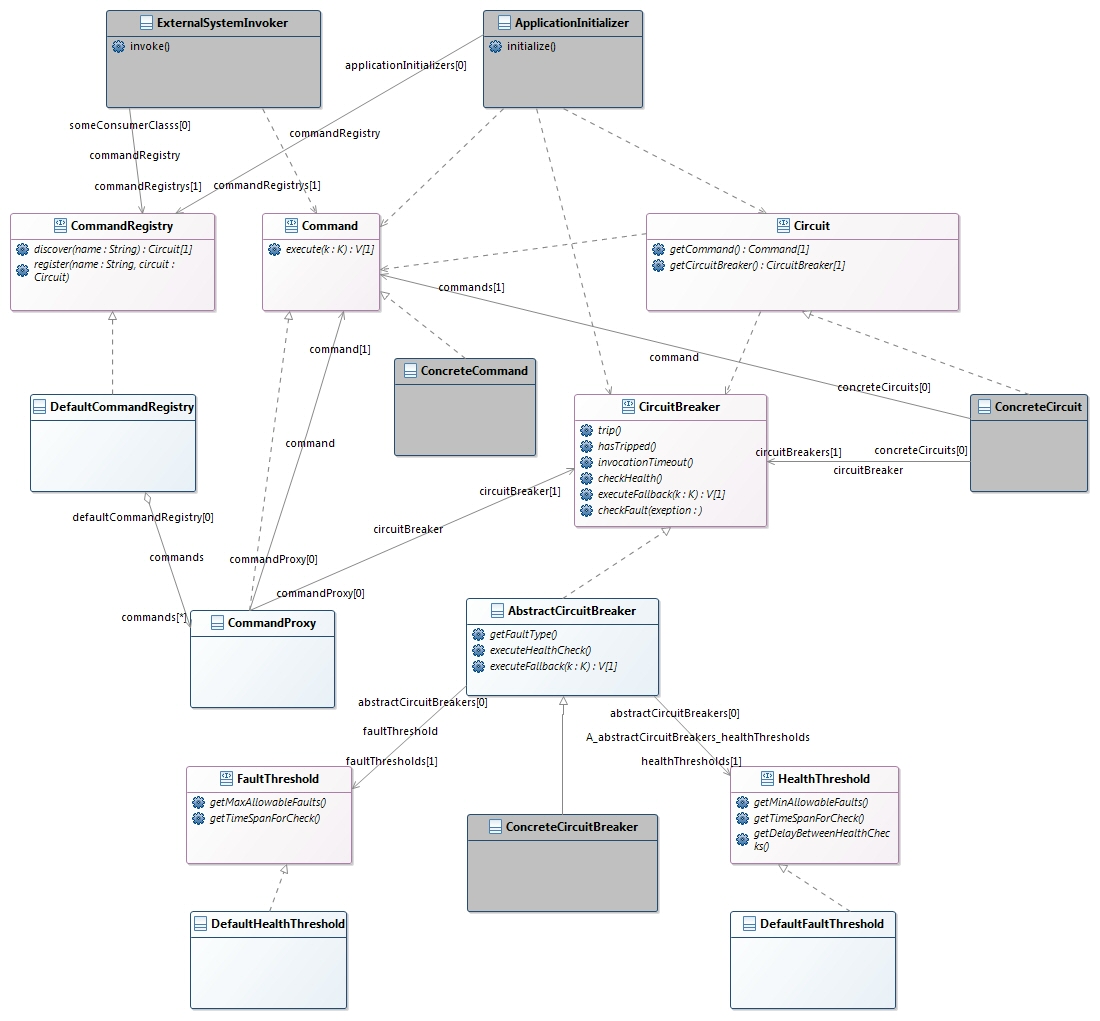 ExternalSystemInvoker
invoke()
ApplicationInitializer
initialize()
applicationInitializers[0]
someConsumerClasss[0]
commandRegistry
commandRegistry
commandRegistrys[1]
commandRegistrys[1]
CommandRegistry
discover(name : String) : Circuit[1]
register(name : String, circuit :
Circuit)
Command
execute(k : K) : V[1]
Circuit
getCommand() : Command[1]
getCircuitBreaker() : CircuitBreaker[1]
commands[1]
command[1]
command
concreteCircuits[0]
ConcreteCommand
DefaultCommandRegistry
CircuitBreaker
trip()
hasTripped()
invocationTimeout()
checkHealth()
executeFallback(k : K) : V[1]
checkFault(exeption : )
ConcreteCircuit
command
circuitBreakers[1]
concreteCircuits[0]
circuitBreaker
circuitBreaker[1]
defaultCommandRegistry[0]
circuitBreaker
commands
commandProxy[0]
commandProxy[0]
commands[*]
CommandProxy
AbstractCircuitBreaker
getFaultType()
executeHealthCheck()
executeFallback(k : K) : V[1]
abstractCircuitBreakers[0]
abstractCircuitBreakers[0]
faultThreshold
A_abstractCircuitBreakers_healthThresholds
faultThresholds[1]
healthThresholds[1]
FaultThreshold
getMaxAllowableFaults()
getTimeSpanForCheck()
HealthThreshold
getMinAllowableFaults()
getTimeSpanForCheck()
getDelayBetweenHealthChec
ks()
ConcreteCircuitBreaker
DefaultHealthThreshold
DefaultFaultThreshold